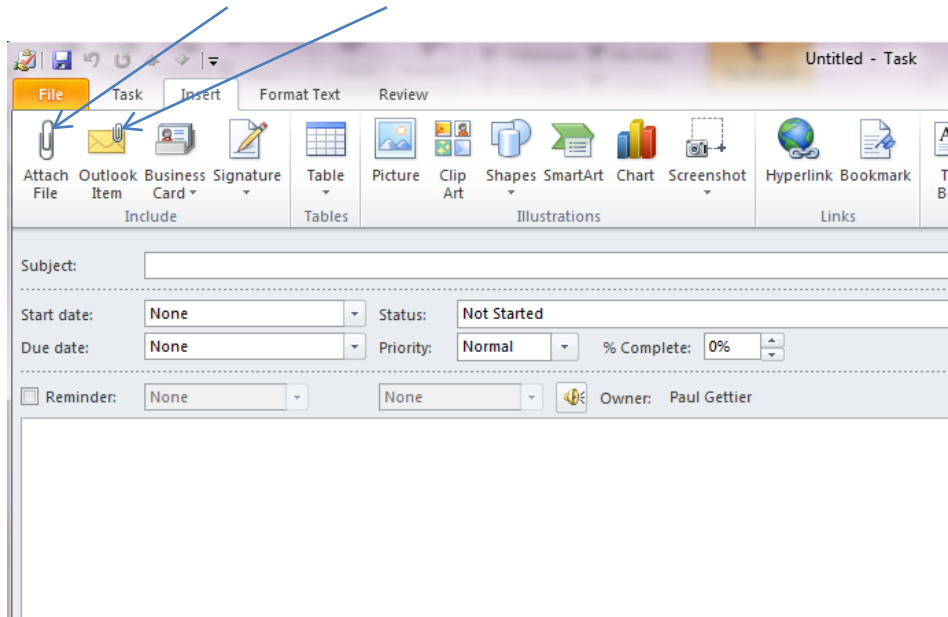 Untitled - Task
File Task Insert Format Text Review
Attach File Outlook Item Business Card Signature Table Picture Clip Art Shapes SmartArt Chart Screenshot Hyperlink Bookmark
Include Tables Illustrations Links
Subject:
Start date: None Status: Not Started
Due date: None Priority: Normal % Complete: 0%
Reminder: None None Owner: Paul Gettier